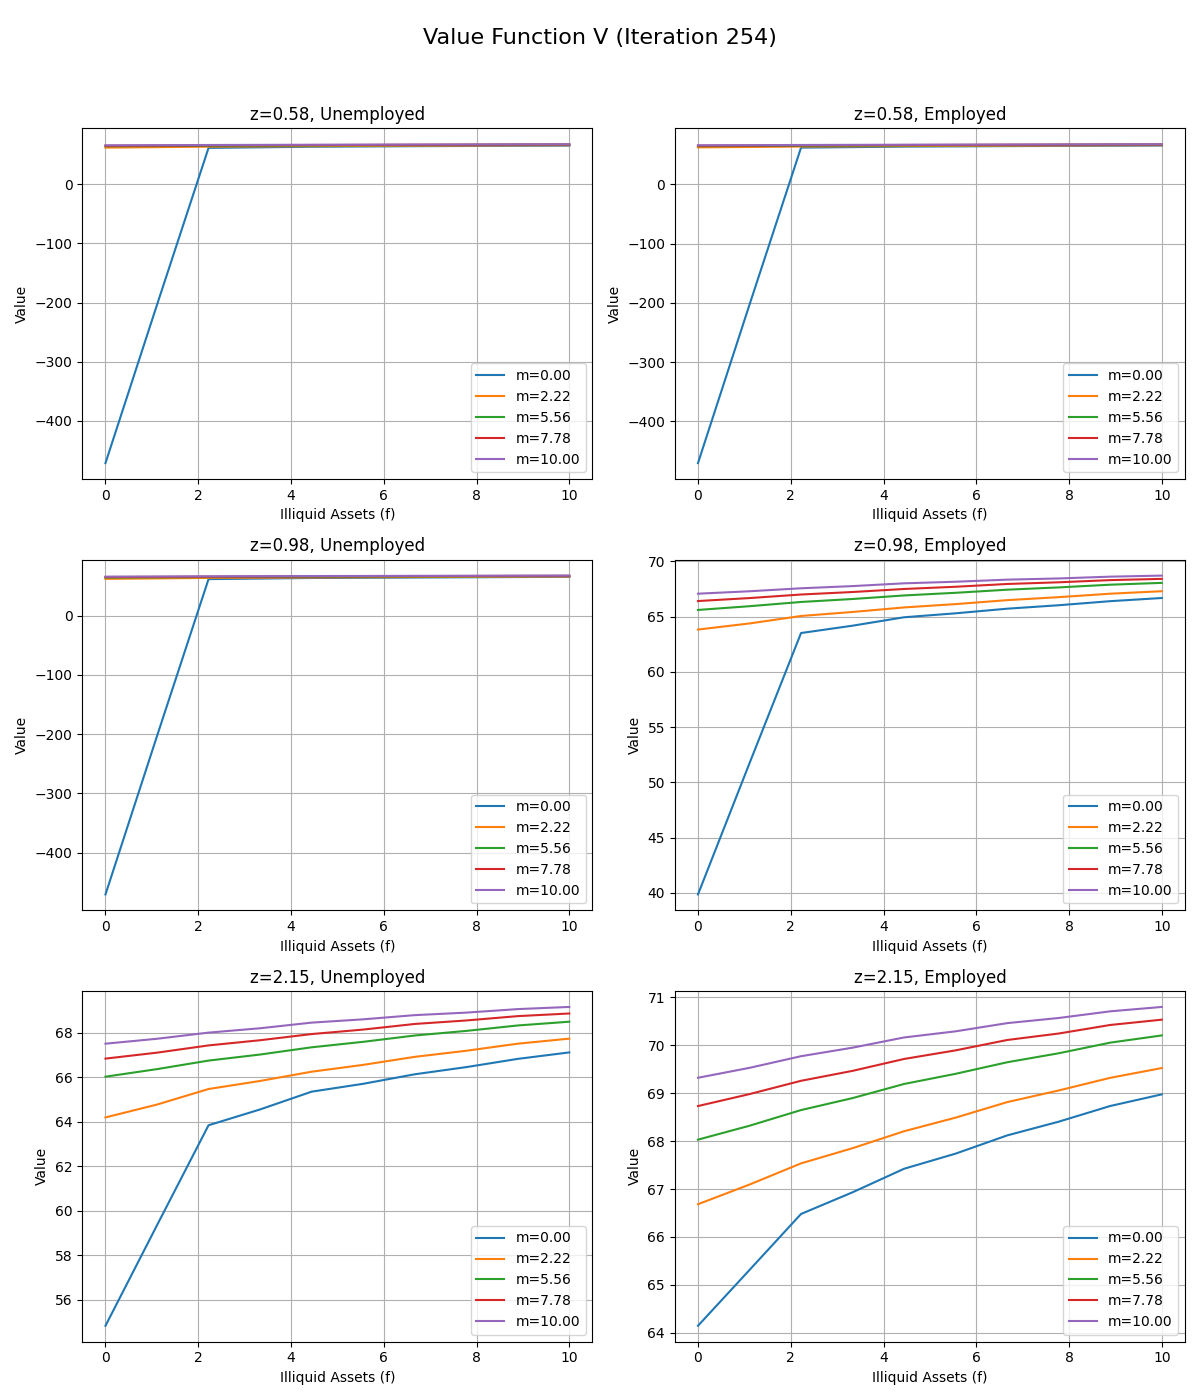 Value Function V (Iteration 254)
z=0.58, Unemployed
Value
0
−100
−200
−300
−400
0 2 4 6 8 10
Illiquid Assets (f)
m=0.00
m=2.22
m=5.56
m=7.78
m=10.00
z=0.58, Employed
Value
0
−100
−200
−300
−400
0 2 4 6 8 10
Illiquid Assets (f)
m=0.00
m=2.22
m=5.56
m=7.78
m=10.00
z=0.98, Unemployed
Value
0
−100
−200
−300
−400
0 2 4 6 8 10
Illiquid Assets (f)
m=0.00
m=2.22
m=5.56
m=7.78
m=10.00
z=0.98, Employed
Value
70
65
60
55
50
45
40
0 2 4 6 8 10
Illiquid Assets (f)
m=0.00
m=2.22
m=5.56
m=7.78
m=10.00
z=2.15, Unemployed
Value
68
66
64
62
60
58
56
0 2 4 6 8 10
Illiquid Assets (f)
m=0.00
m=2.22
m=5.56
m=7.78
m=10.00
z=2.15, Employed
Value
71
70
69
68
67
66
65
64
0 2 4 6 8 10
Illiquid Assets (f)
m=0.00
m=2.22
m=5.56
m=7.78
m=10.00